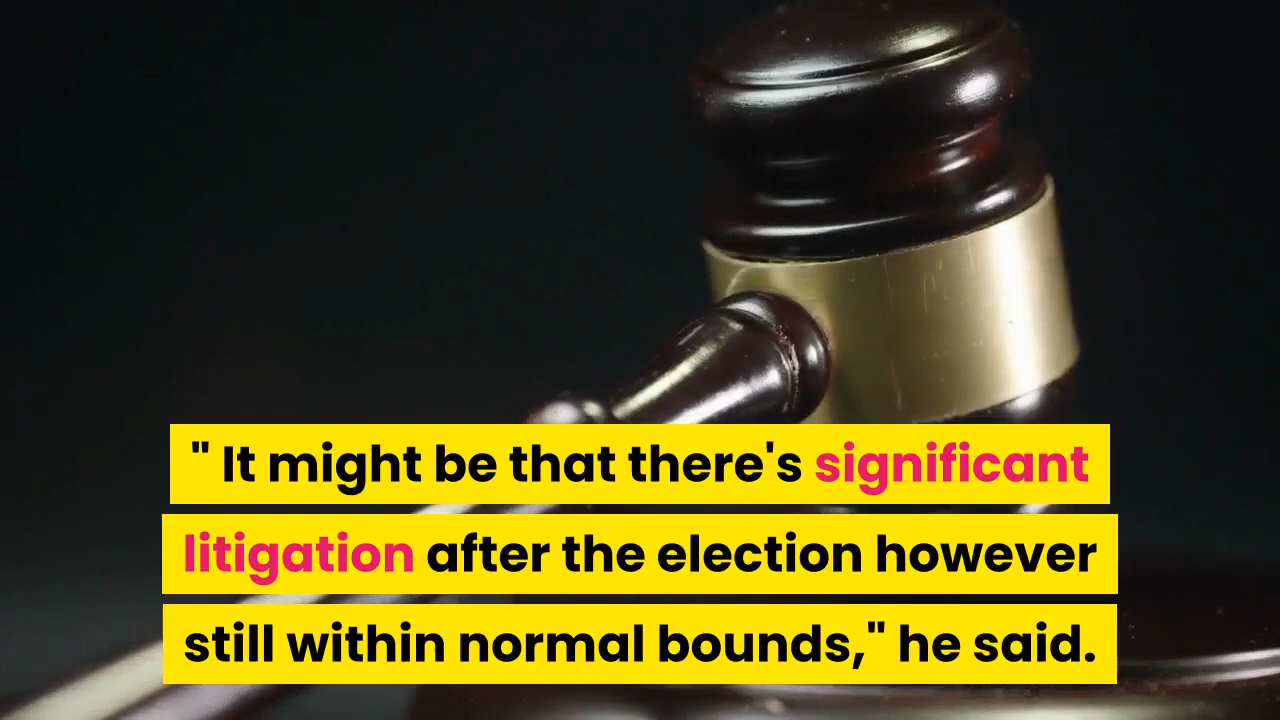 " It might be that there's significant
litigation after the election however
still within normal bounds," he said.